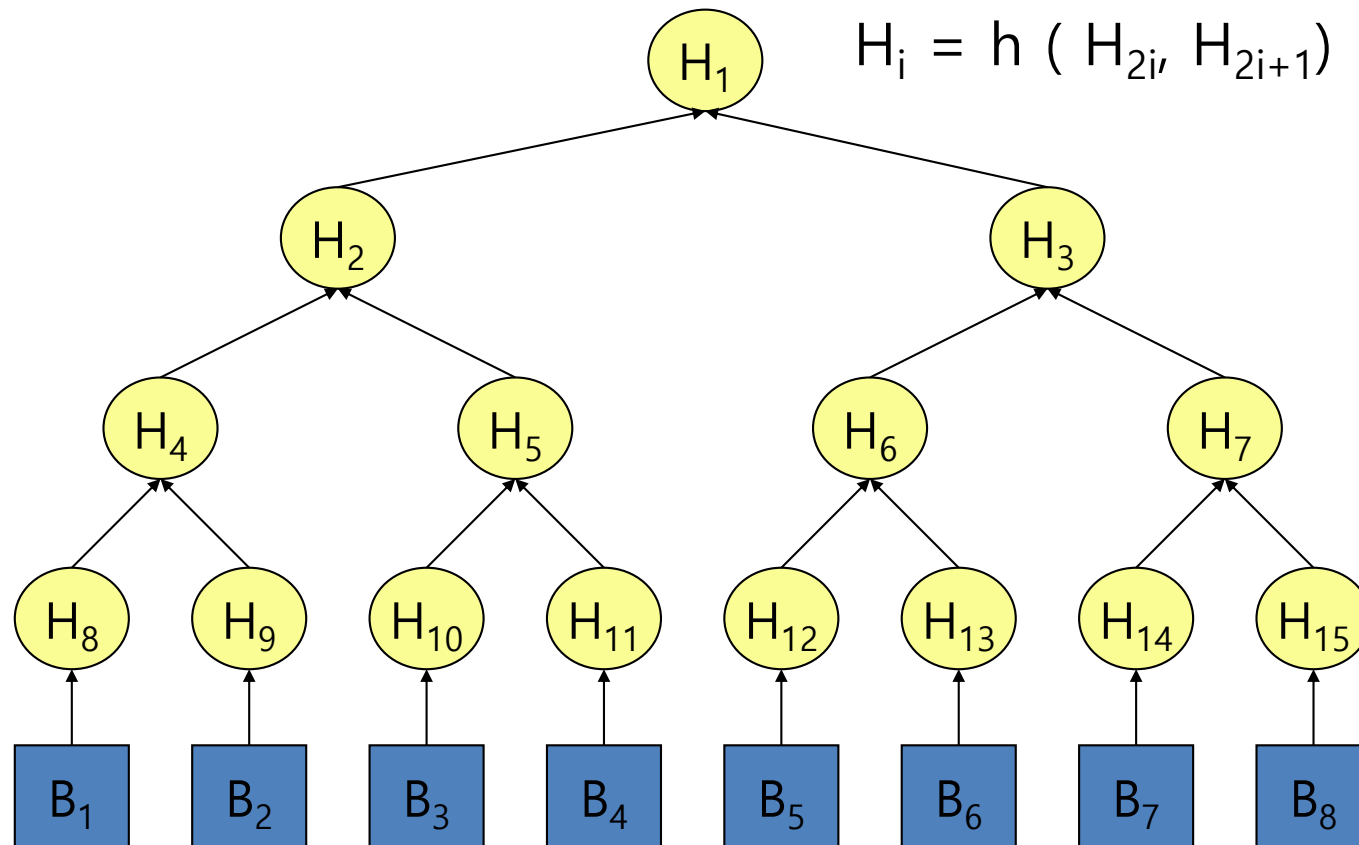 H₁ Hᵢ = h ( H₂ᵢ, H₂ᵢ₊₁)
H₂ H₃
H₄ H₅ H₆ H₇
H₈ H₉ H₁₀ H₁₁ H₁₂ H₁₃ H₁₄ H₁₅
B₁ B₂ B₃ B₄ B₅ B₆ B₇ B₈